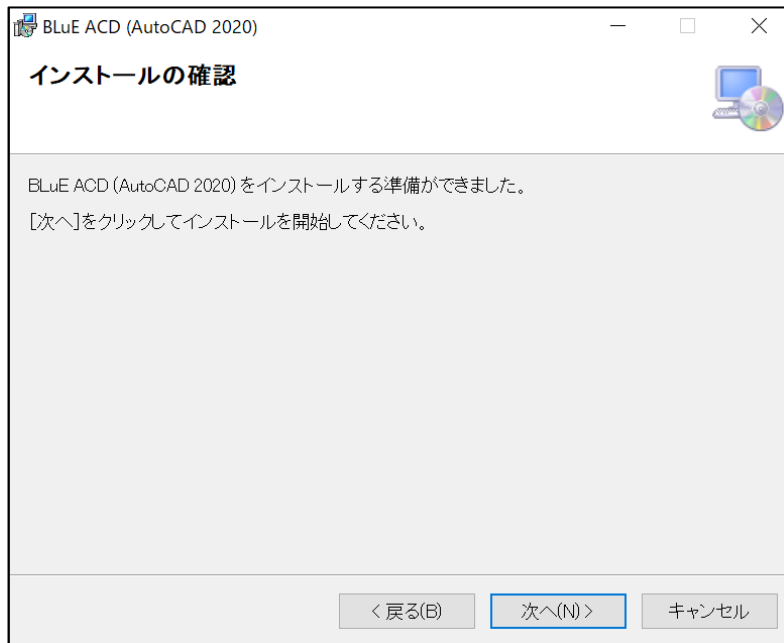 BLuE ACD (AutoCAD 2020)
インストールの確認
BLuE ACD (AutoCAD 2020) をインストールする準備ができました。
[次へ]をクリックしてインストールを開始してください。
< 戻る(B) 次へ(N) > キャンセル